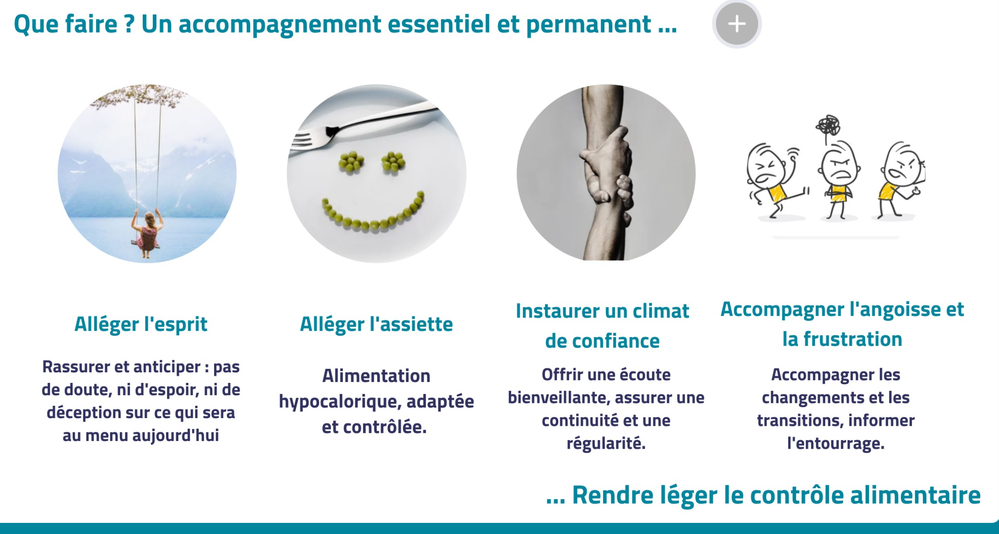 Que faire ? Un accompagnement essentiel et permanent ...
Alléger l'esprit
Rassurer et anticiper : pas
de doute, ni d'espoir, ni de
déception sur ce qui sera
au menu aujourd'hui
Alléger l'assiette
Alimentation
hypocalorique, adaptée
et contrôlée.
Instaurer un climat
de confiance
Offrir une écoute
bienveillante, assurer une
continuité et une
régularité.
Accompagner l'angoisse et
la frustration
Accompagner les
changements et les
transitions, informer
l'entourrage.
... Rendre léger le contrôle alimentaire